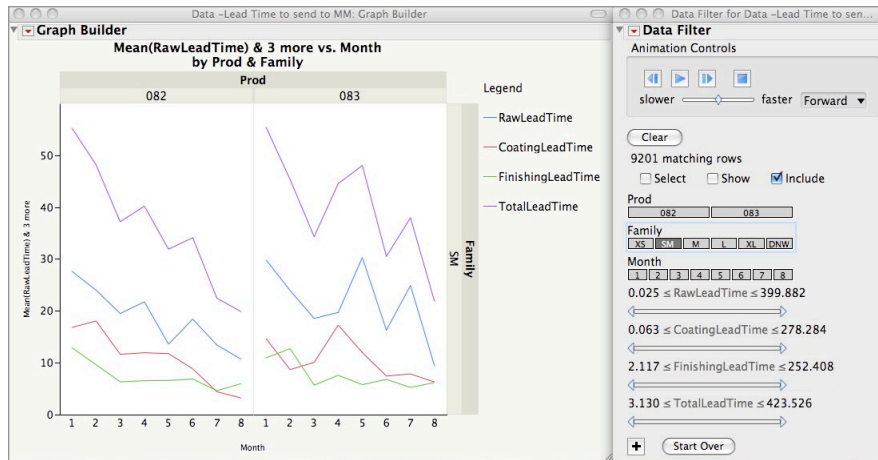 Data –Lead Time to send to MM: Graph Builder
Graph Builder
Mean(RawLeadTime) & 3 more vs. Month
by Prod & Family
Prod
082 083
Legend
RawLeadTime
CoatingLeadTime
FinishingLeadTime
TotalLeadTime
Mean(RawLeadTime) & 3 more
50
40
30
20
10
0
Family
SM
1 2 3 4 5 6 7 8 1 2 3 4 5 6 7 8
Month
Data Filter for Data –Lead Time to sen...
Data Filter
Animation Controls
slower faster Forward
Clear
9201 matching rows
Select Show Include
Prod
082 083
Family
XS SM M L XL DNW
Month
1 2 3 4 5 6 7 8
0.025 ≤ RawLeadTime ≤ 399.882
0.063 ≤ CoatingLeadTime ≤ 278.284
2.117 ≤ FinishingLeadTime ≤ 252.408
3.130 ≤ TotalLeadTime ≤ 423.526
+ Start Over